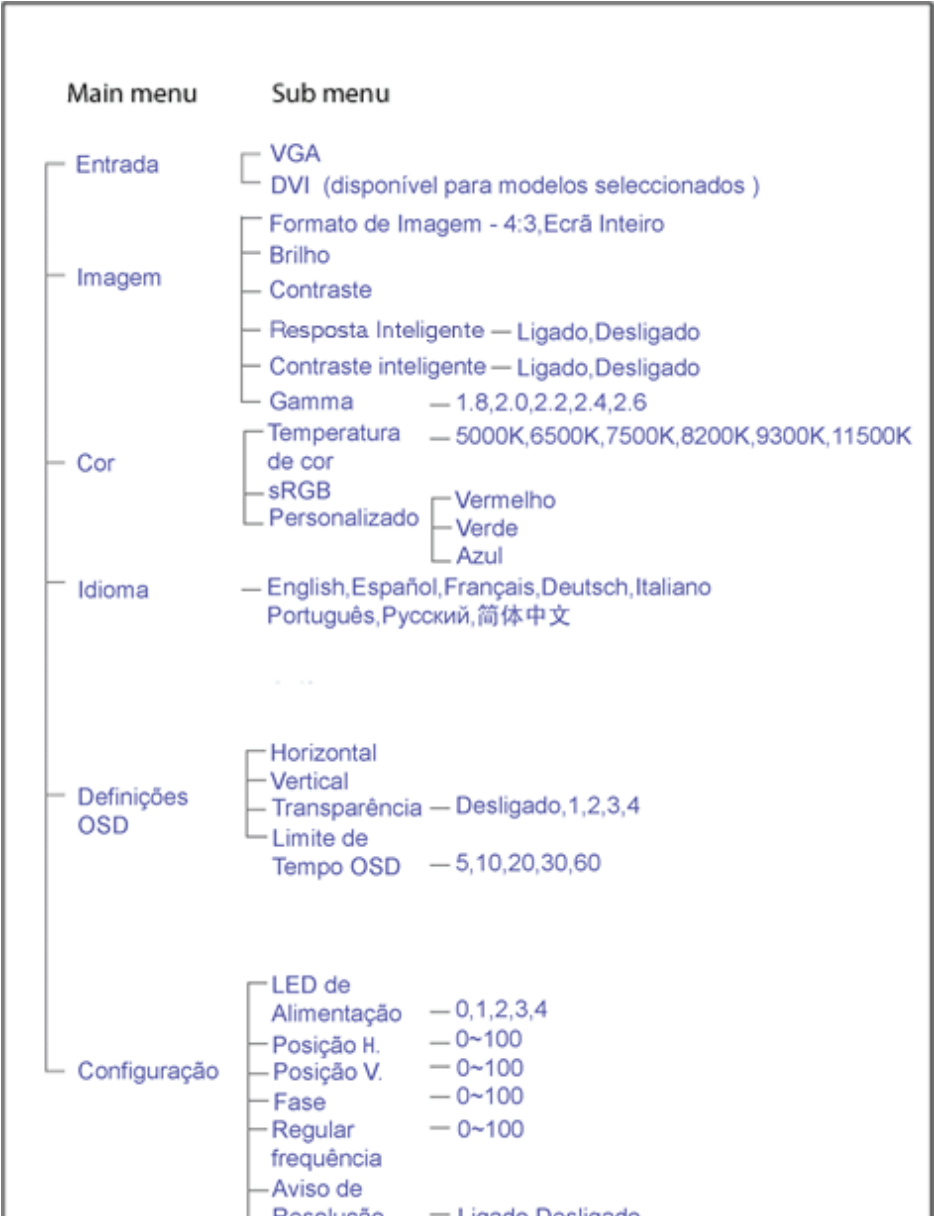 Main menu Sub menu
Entrada VGA
DVI (disponível para modelos seleccionados )
Formato de Imagem - 4:3,Ecrã Inteiro
Brilho
Imagem
Contraste
Resposta Inteligente — Ligado,Desligado
Contraste inteligente — Ligado,Desligado
Gamma — 1.8,2.0,2.2,2.4,2.6
Temperatura — 5000K,6500K,7500K,8200K,9300K,11500K
Cor de cor
sRGB
Personalizado Vermelho
Verde
Azul
Idioma — English,Español,Français,Deutsch,Italiano
Português,Русский,简体中文
Horizontal
Vertical
Definições Transparência — Desligado,1,2,3,4
OSD Limite de
Tempo OSD — 5,10,20,30,60
LED de
Alimentação — 0,1,2,3,4
Posição H. — 0~100
Configuração Posição V. — 0~100
Fase — 0~100
Regular — 0~100
frequência
Aviso de
Resolução — Ligado,Desligado